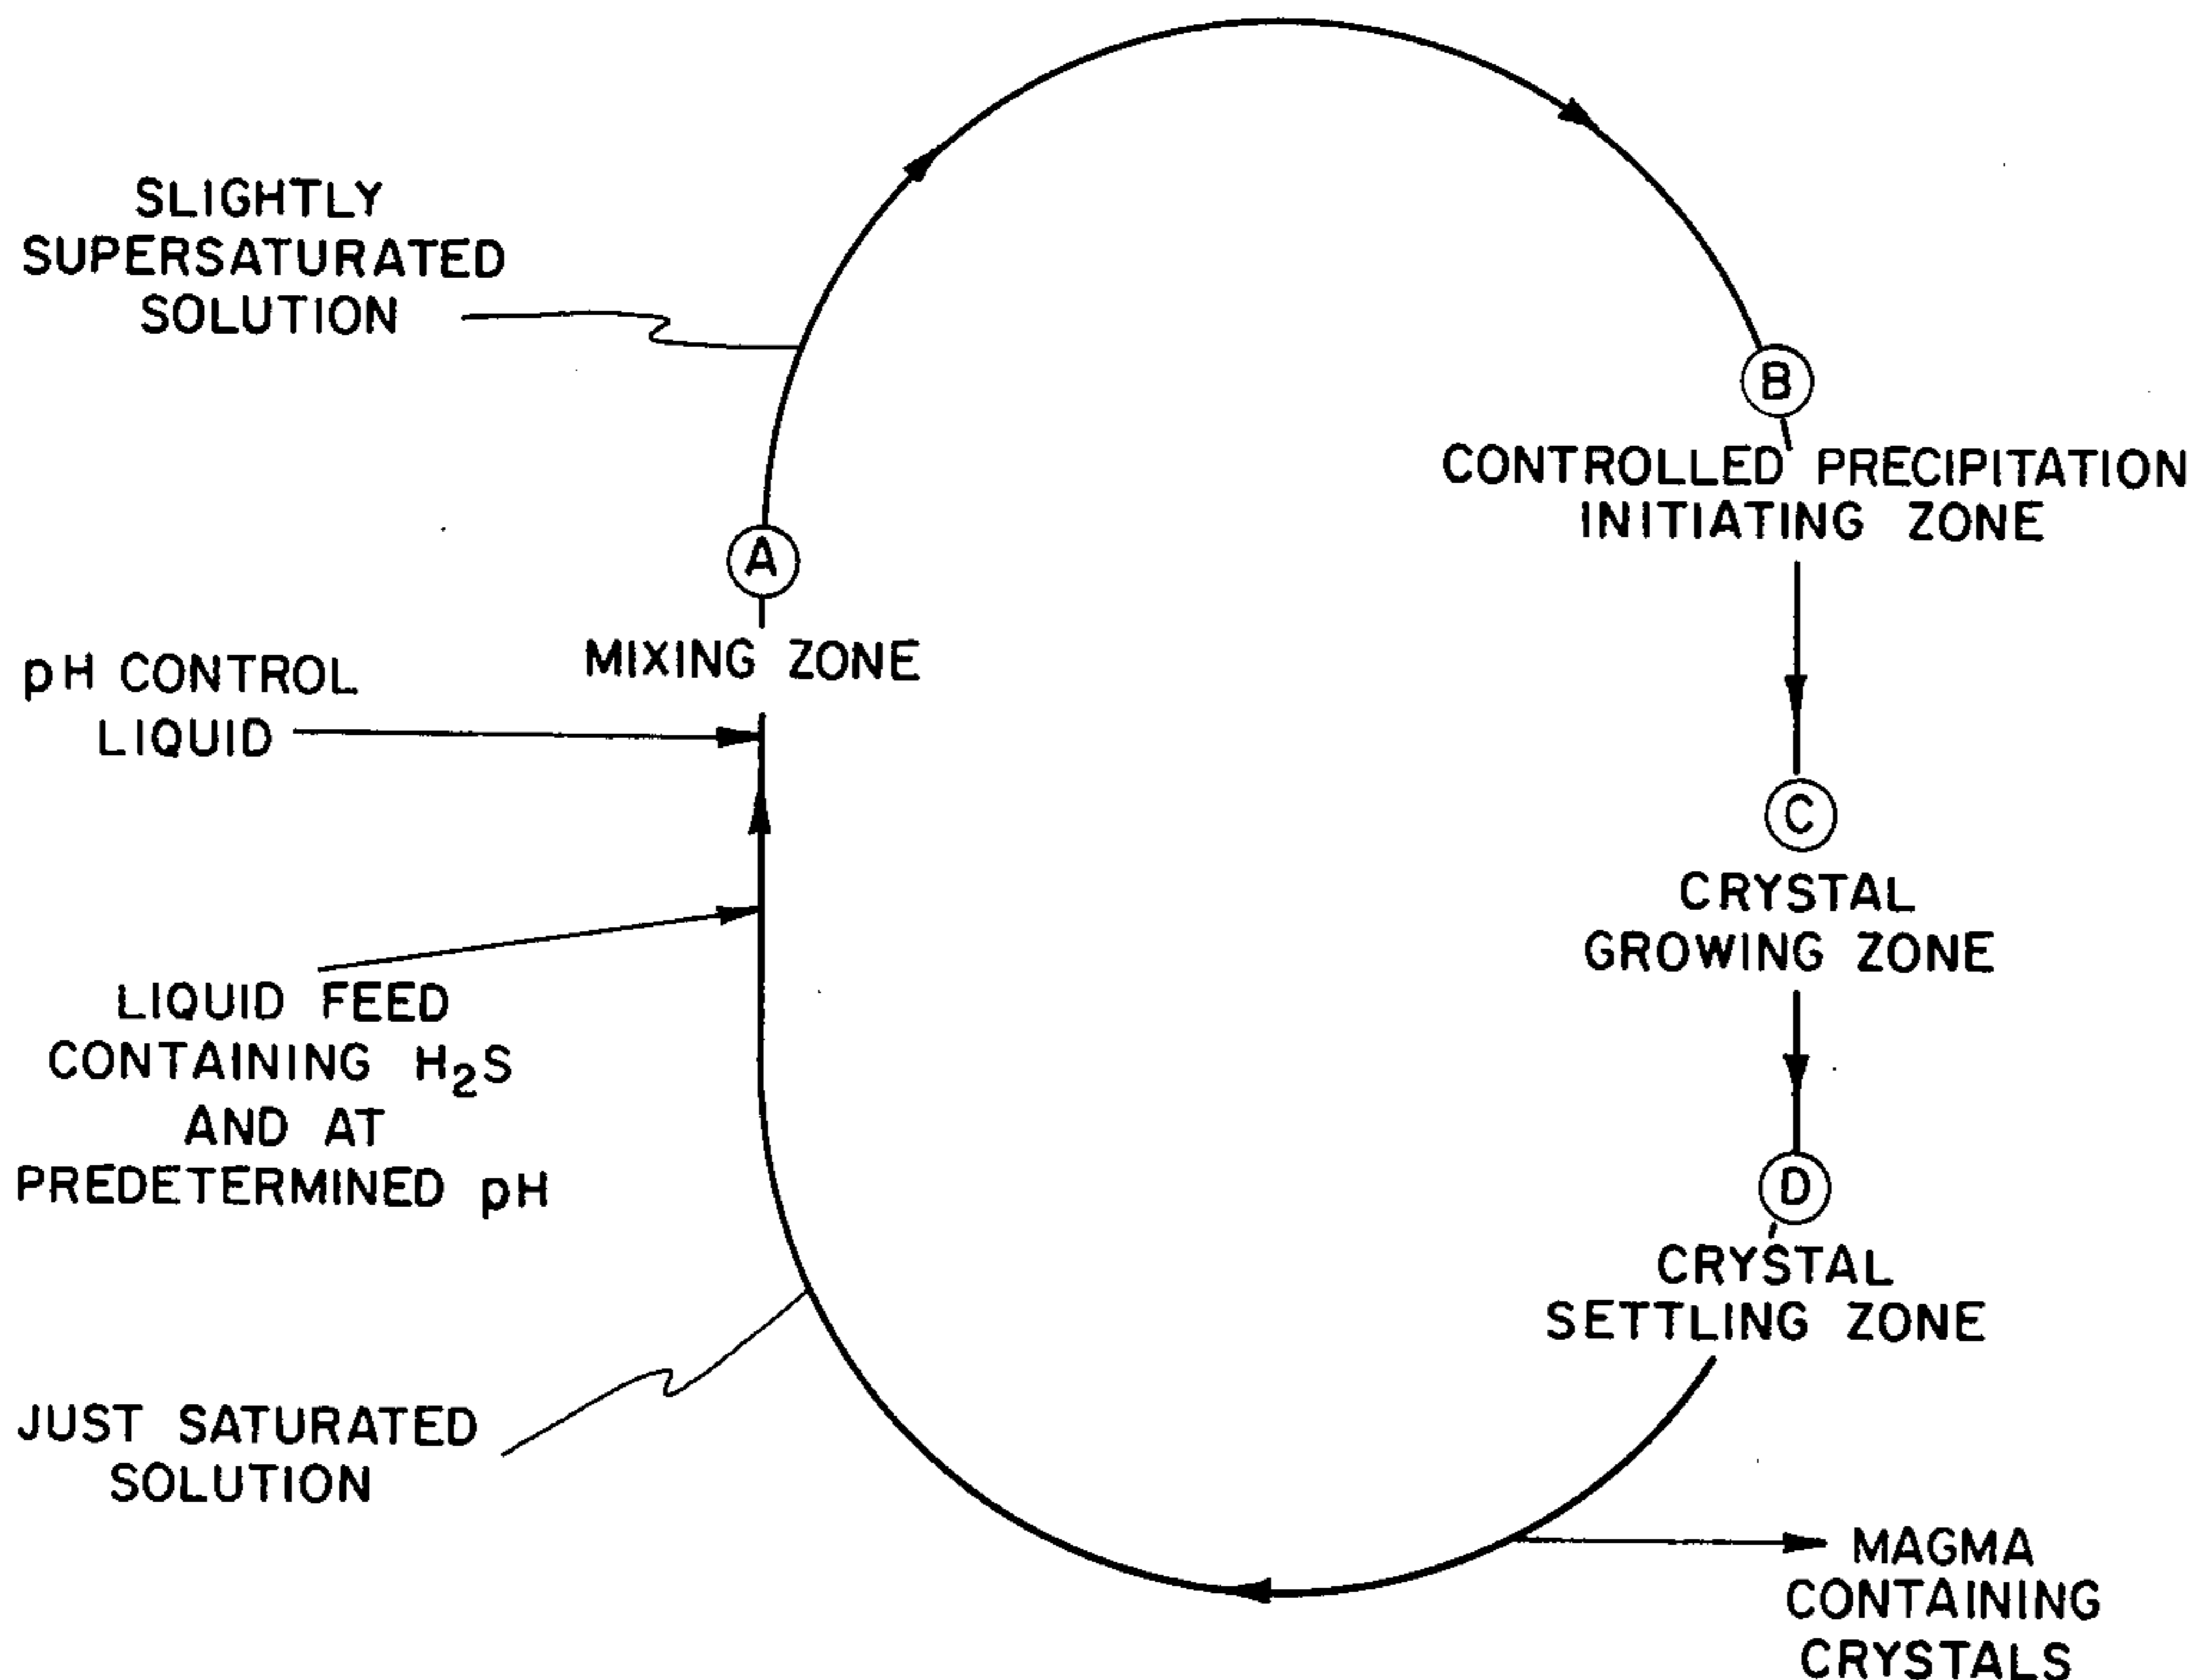 SLIGHTLY
SUPERSATURATED
SOLUTION
B
CONTROLLED PRECIPITATION
INITIATING ZONE
A
MIXING ZONE
pH CONTROL
LIQUID
C
CRYSTAL
GROWING ZONE
LIQUID FEED
CONTAINING H₂S
AND AT
PREDETERMINED pH
D
CRYSTAL
SETTLING ZONE
JUST SATURATED
SOLUTION
MAGMA
CONTAINING
CRYSTALS